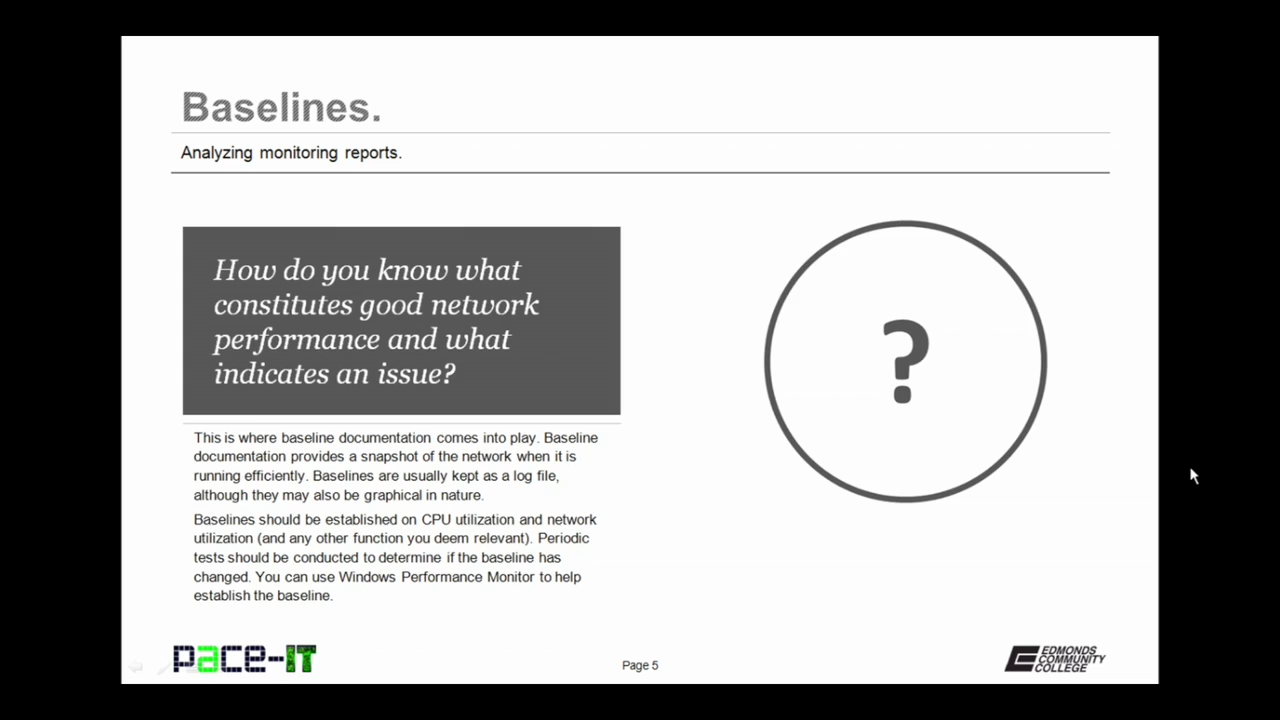 Baselines.
Analyzing monitoring reports.
How do you know what
constitutes good network
performance and what
indicates an issue?
?
This is where baseline documentation comes into play. Baseline
documentation provides a snapshot of the network when it is
running efficiently. Baselines are usually kept as a log file,
although they may also be graphical in nature.
Baselines should be established on CPU utilization and network
utilization (and any other function you deem relevant). Periodic
tests should be conducted to determine if the baseline has
changed. You can use Windows Performance Monitor to help
establish the baseline.
pace-IT
Page 5
EDMONDS
COMMUNITY
COLLEGE